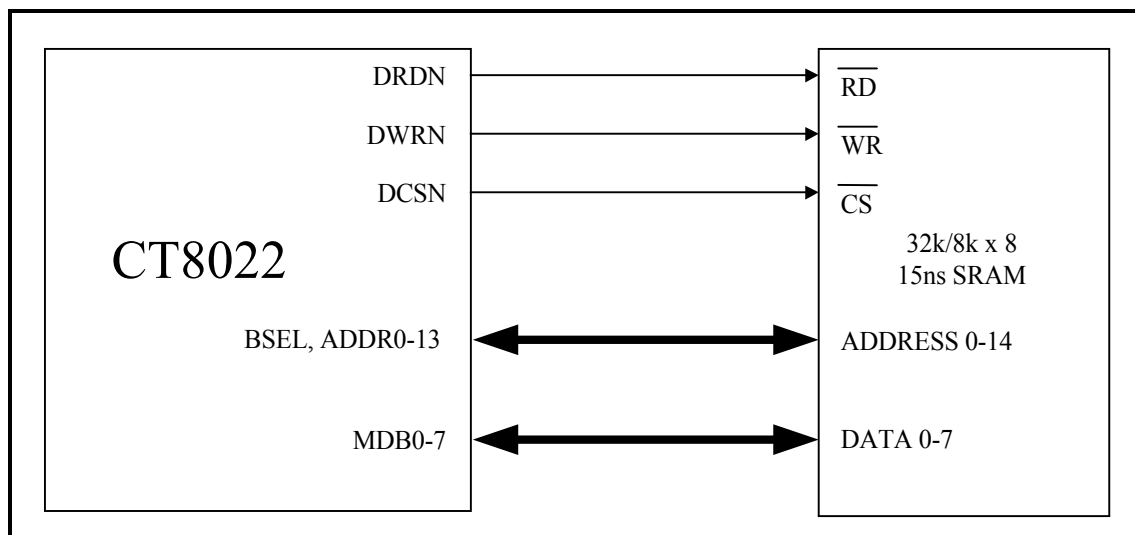 DRDN
DWRN
DCSN
CT8022
BSEL, ADDR0-13
MDB0-7
RD
WR
CS
32k/8k x 8
15ns SRAM
ADDRESS 0-14
DATA 0-7